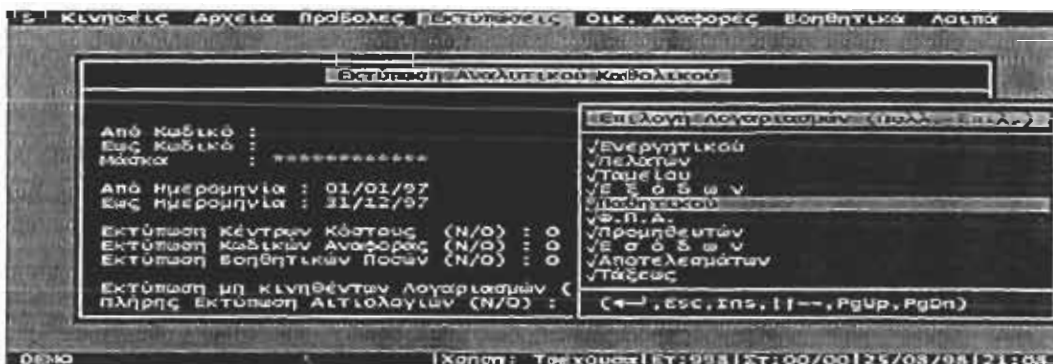 S Κινήσεις Αρχεία Προβολές Εκτυπώσεις Οικ. Αναφορές Βοηθητικά Λοιπά
Εκτύπωση Αναλυτικού Καθολικού
Από Κωδικό :
Εως Κωδικό :
Μάσκα : ************
Από Ημερομηνία : 01/01/97
Εως Ημερομηνία : 31/12/97
Εκτύπωση Κέντρων Κόστους (Ν/Ο) : Ο
Εκτύπωση Κωδικών Αναφοράς (Ν/Ο) : Ο
Εκτύπωση Βοηθητικών Ποσών (Ν/Ο) : Ο
Εκτύπωση μη κινηθέντων Λογαριασμών (
Πλήρης Εκτύπωση Αιτιολογιών (Ν/Ο) :
Επιλογή Λογαριασμών (Πολλ. Επιλ.)
√Ενεργητικού
√Πελατών
√Ταμείου
√Ε ξ ό δ ω ν
√Παθητικού
√Φ.Π.Α.
√Προμηθευτών
√Ε σ ό δ ω ν
√Αποτελεσμάτων
√Τάξεως
(◄─┘,Esc,Ins,||~~,PgUp,PgDn)
DEMO |Χρήση: Τρέχουσα|ΕΤ:998|ΣΤ:00/00|25/03/98|21:03